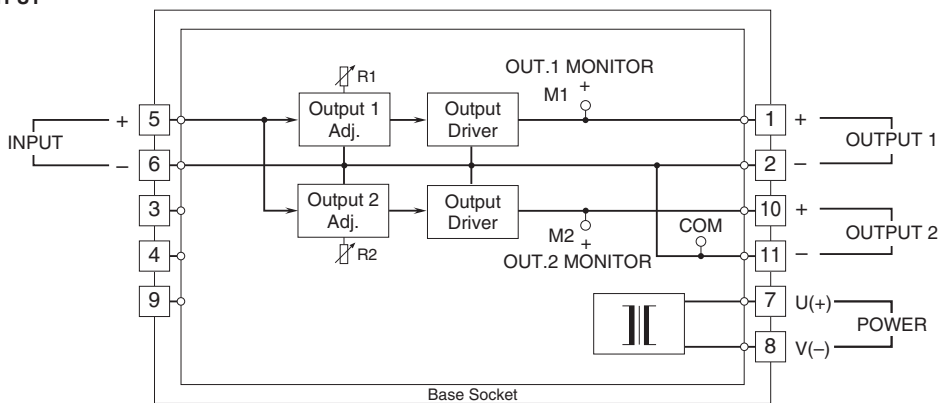 R1
OUT.1 MONITOR
M1 +
INPUT
+ 5
Output 1
Adj.
Output
Driver
1 +
OUTPUT 1
– 6
2 –
3
Output 2
Adj.
Output
Driver
10 +
OUTPUT 2
4
R2
M2
+
OUT.2 MONITOR
COM
11 –
9
7 U(+)
POWER
8 V(–)
Base Socket